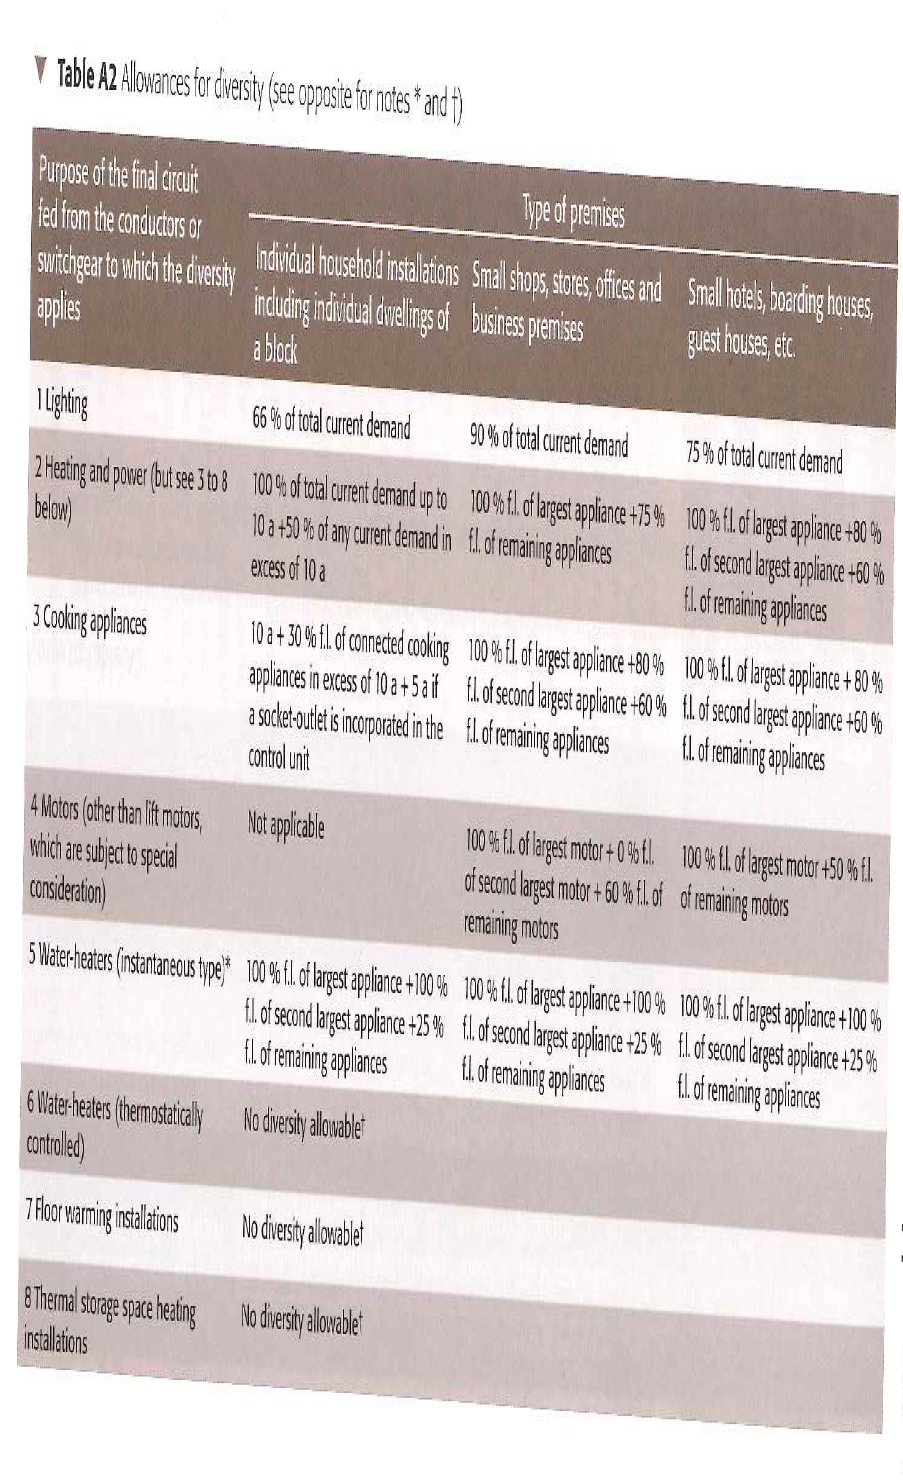 ▼ Table A2 Allowances for diversity (see opposite for notes * and †)
Purpose of the final circuit
fed from the conductors or
switchgear to which the diversity
applies
Type of premises
Individual household installations
including individual dwellings of
a block
Small shops, stores, offices and
business premises
Small hotels, boarding houses,
guest houses, etc.
1 Lighting
66 % of total current demand
90 % of total current demand
75 % of total current demand
2 Heating and power (but see 3 to 8
below)
100 % of total current demand up to
10 a +50 % of any current demand in
excess of 10 a
100 % f.l. of largest appliance +75 %
f.l. of remaining appliances
100 % f.l. of largest appliance +80 %
f.l. of second largest appliance +60 %
f.l. of remaining appliances
3 Cooking appliances
10 a + 30 % f.l. of connected cooking
appliances in excess of 10 a + 5 a if
a socket-outlet is incorporated in the
control unit
100 % f.l. of largest appliance +80 %
f.l. of second largest appliance +60 %
f.l. of remaining appliances
100 % f.l. of largest appliance + 80 %
f.l. of second largest appliance +60 %
f.l. of remaining appliances
4 Motors (other than lift motors,
which are subject to special
consideration)
Not applicable
100 % f.l. of largest motor + 0 % f.l.
of second largest motor + 60 % f.l. of
remaining motors
100 % f.l. of largest motor +50 % f.l.
of remaining motors
5 Water-heaters (instantaneous type)*
100 % f.l. of largest appliance +100 %
f.l. of second largest appliance +25 %
f.l. of remaining appliances
100 % f.l. of largest appliance +100 %
f.l. of second largest appliance +25 %
f.l. of remaining appliances
100 % f.l. of largest appliance +100 %
f.l. of second largest appliance +25 %
f.l. of remaining appliances
6 Water-heaters (thermostatically
controlled)
No diversity allowable†
7 Floor warming installations
No diversity allowable†
8 Thermal storage space heating
installations
No diversity allowable†